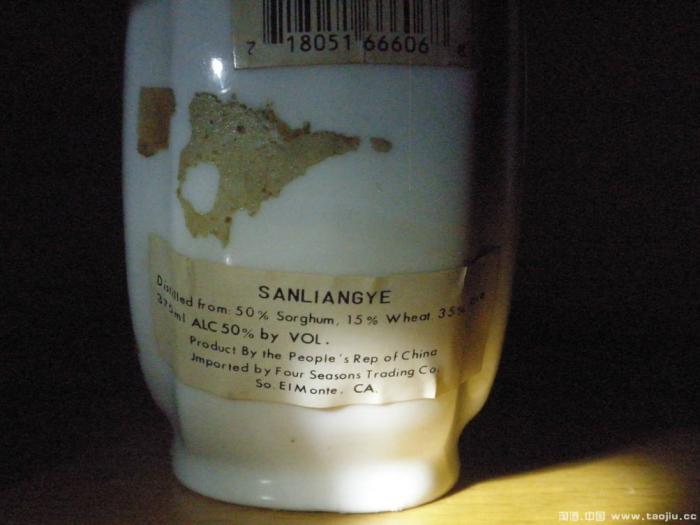 7 18051 66606
SANLIANGYE
Distilled from: 50% Sorghum, 15% Wheat. 35%
375ml ALC 50% by VOL.
Product By the People's Rep of China
Imported by Four Seasons Trading Co.
So. El Monte, CA.
www.taojiu.cc